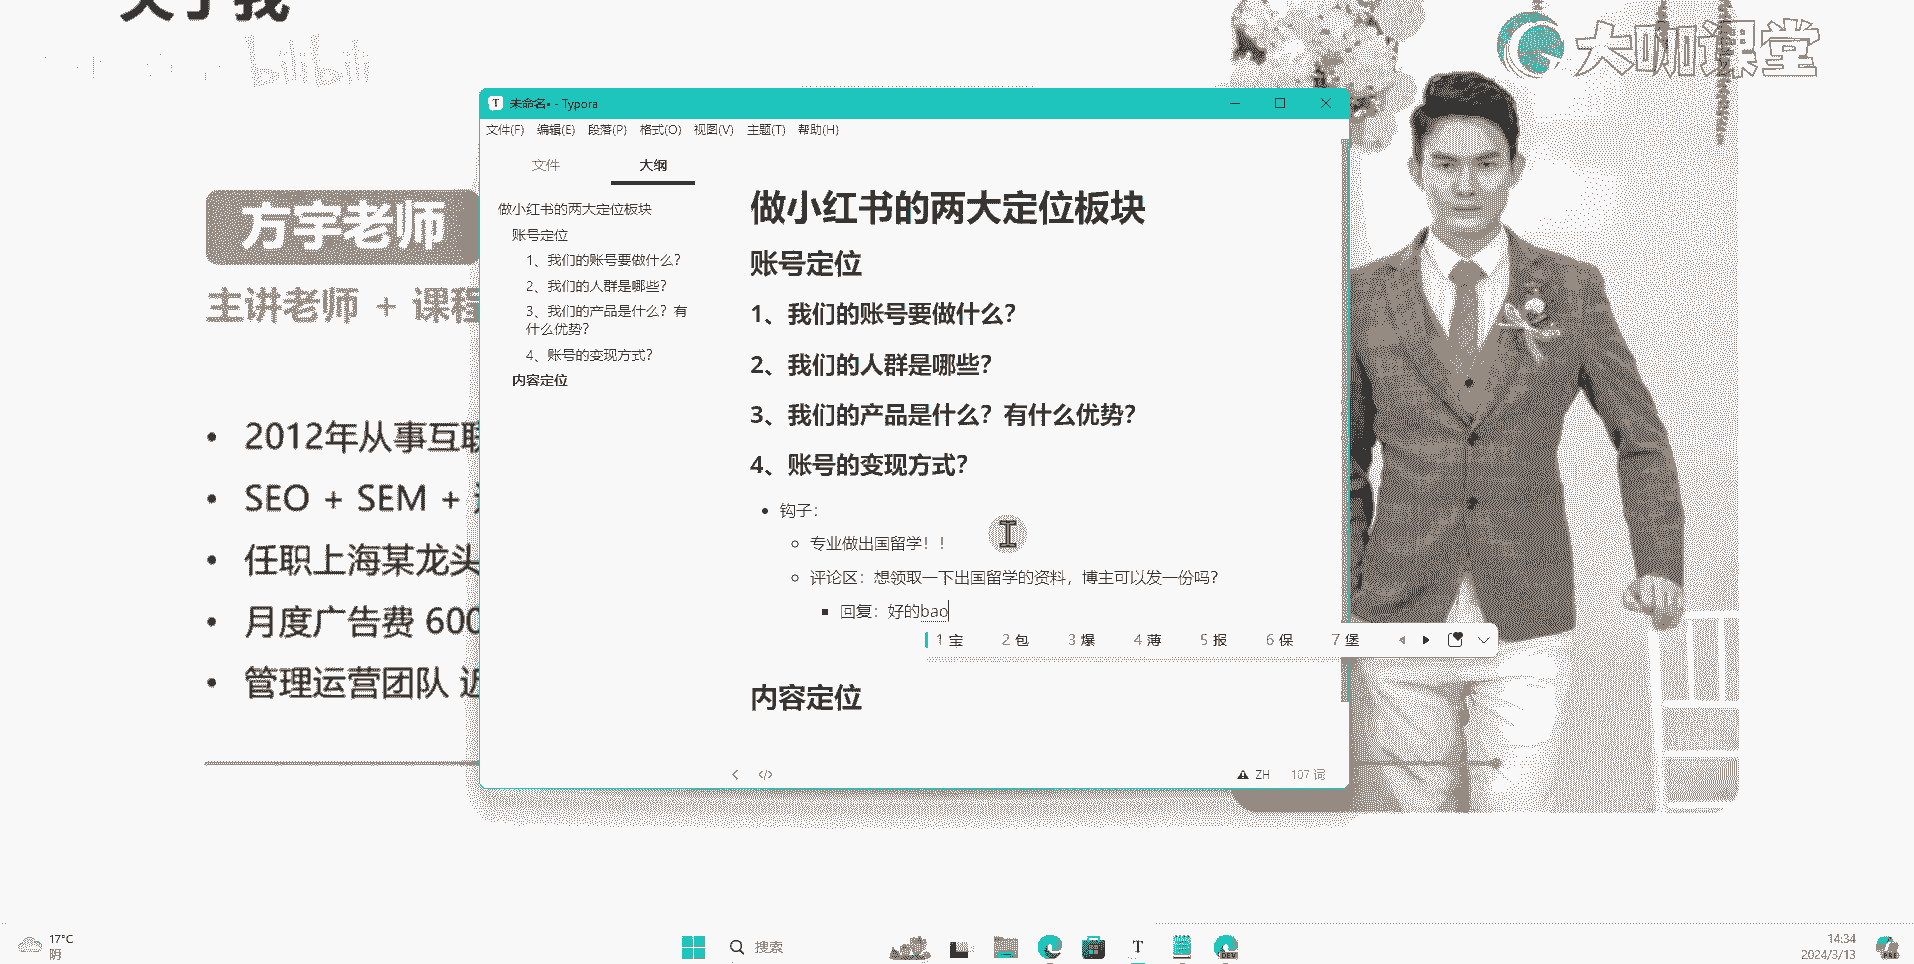 关于我
bilibili
大咖课堂
方宇老师
主讲老师 + 课程
2012年从事互联
SEO + SEM +
任职上海某龙头
月度广告费 600
管理运营团队 近
未命名• - Typora
文件(F) 编辑(E) 段落(P) 格式(O) 视图(V) 主题(T) 帮助(H)
文件 大纲
做小红书的两大定位板块
账号定位
1、我们的账号要做什么？
2、我们的人群是哪些？
3、我们的产品是什么？有
什么优势？
4、账号的变现方式？
内容定位
做小红书的两大定位板块
账号定位
1、我们的账号要做什么？
2、我们的人群是哪些？
3、我们的产品是什么？有什么优势？
4、账号的变现方式？
钩子：
专业做出国留学！！
评论区：想领取一下出国留学的资料，博主可以发一份吗？
回复：好的bao
1 宝 2 包 3 爆 4 薄 5 报 6 保 7 堡
内容定位
ZH 107 词
17°C
阴
搜索
T
DEV
14:34
2024/3/13
PRE